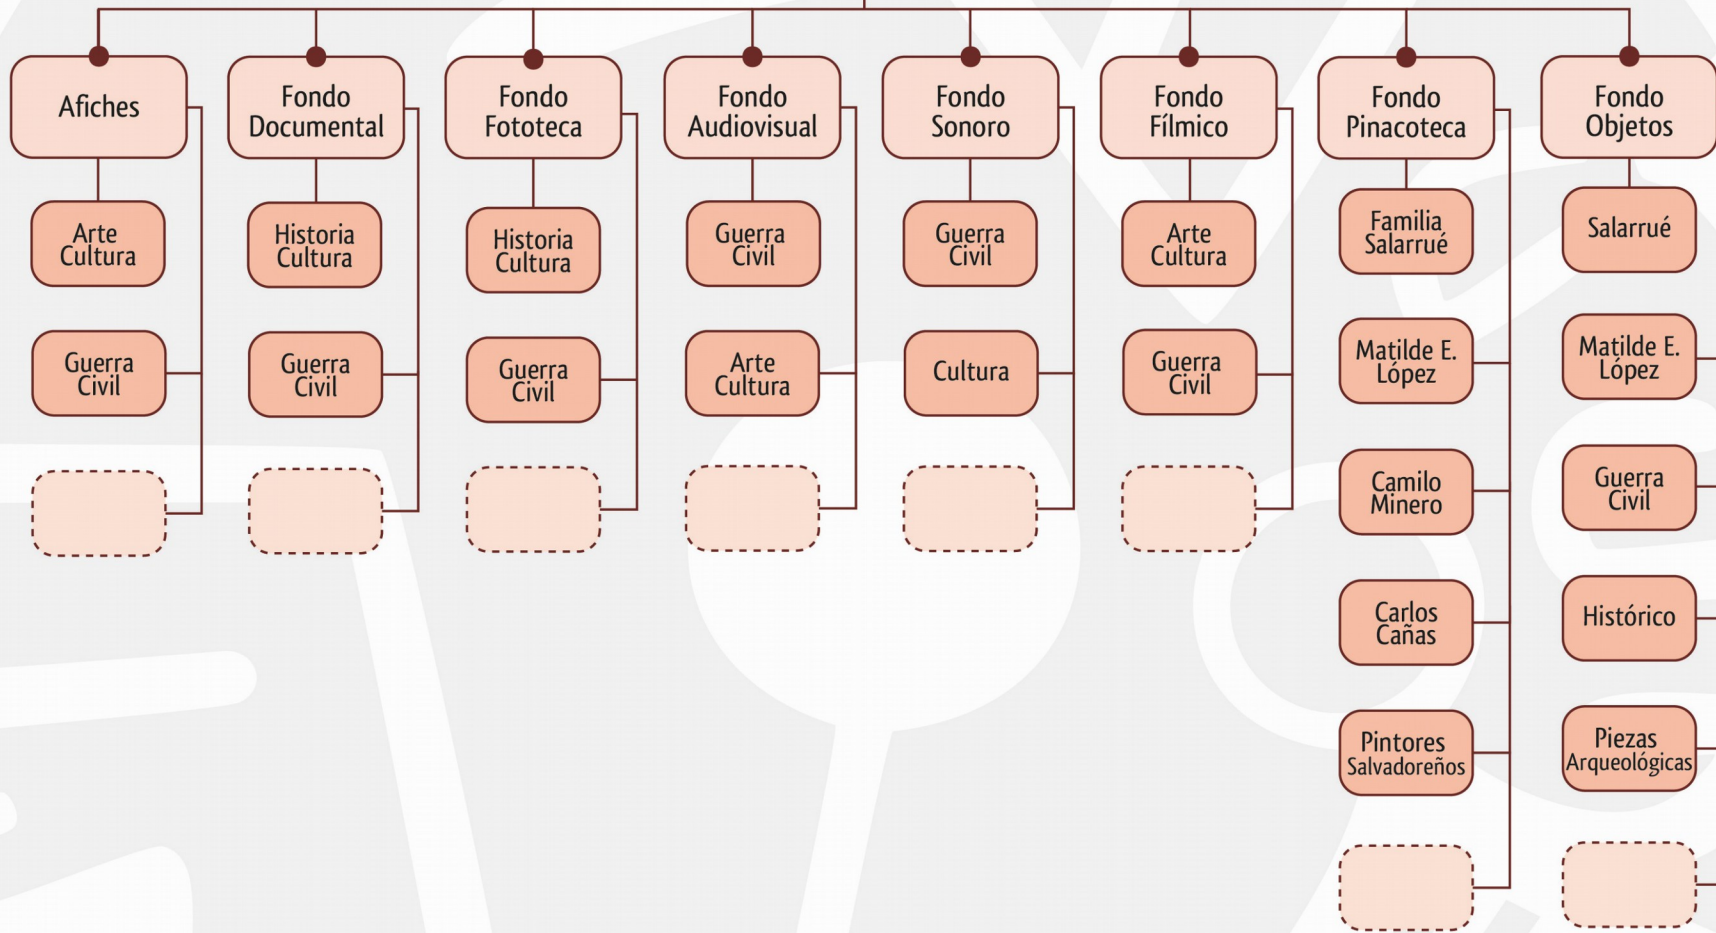 Afiches
Arte
Cultura
Guerra
Civil
Fondo
Documental
Historia
Cultura
Guerra
Civil
Fondo
Fototeca
Historia
Cultura
Guerra
Civil
Fondo
Audiovisual
Guerra
Civil
Arte
Cultura
Fondo
Sonoro
Guerra
Civil
Cultura
Fondo
Fílmico
Arte
Cultura
Guerra
Civil
Fondo
Pinacoteca
Familia
Salarrué
Matilde E.
López
Camilo
Minero
Carlos
Cañas
Pintores
Salvadoreños
Fondo
Objetos
Salarrué
Matilde E.
López
Guerra
Civil
Histórico
Piezas
Arqueológicas